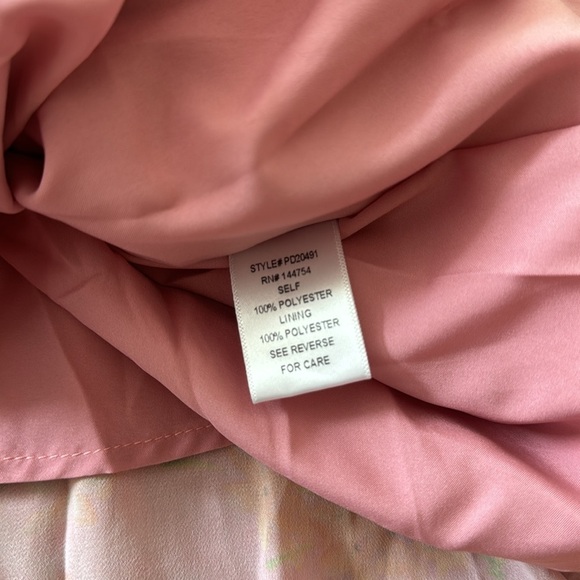 STYLE# PD20491
RN# 144754
SELF
100% POLYESTER
LINING
100% POLYESTER
SEE REVERSE
FOR CARE